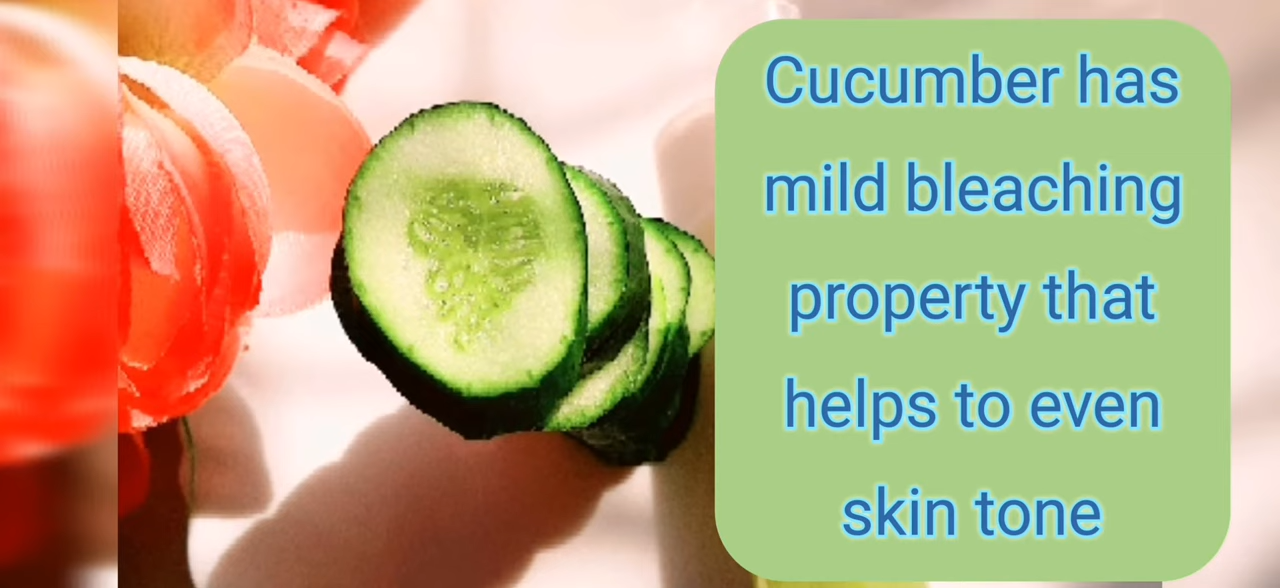 Cucumber has
mild bleaching
property that
helps to even
skin tone